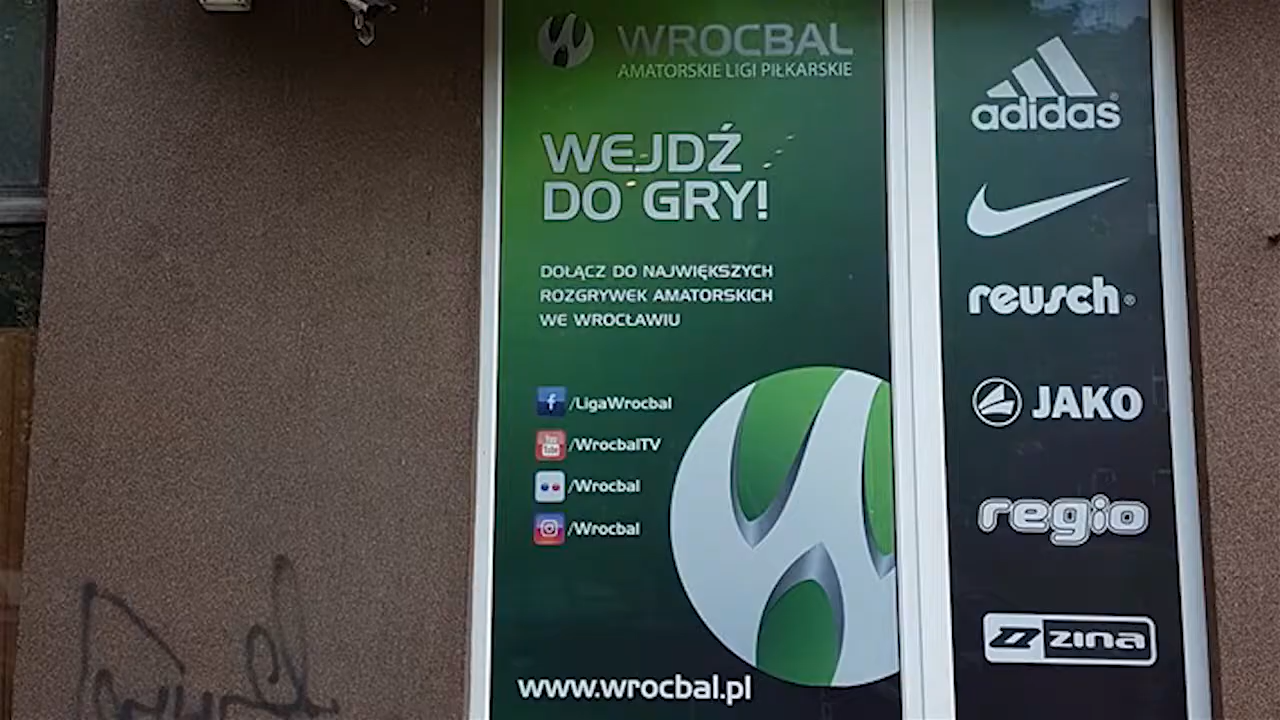 WROCBAL
AMATORSKIE LIGI PIŁKARSKIE
WEJDŹ
DO GRY!
DOŁĄCZ DO NAJWIĘKSZYCH
ROZGRYWEK AMATORSKICH
WE WROCŁAWIU
/LigaWrocbal
/WrocbalTV
/Wrocbal
/Wrocbal
www.wrocbal.pl
adidas®
reusch®
JAKO
regio
zina